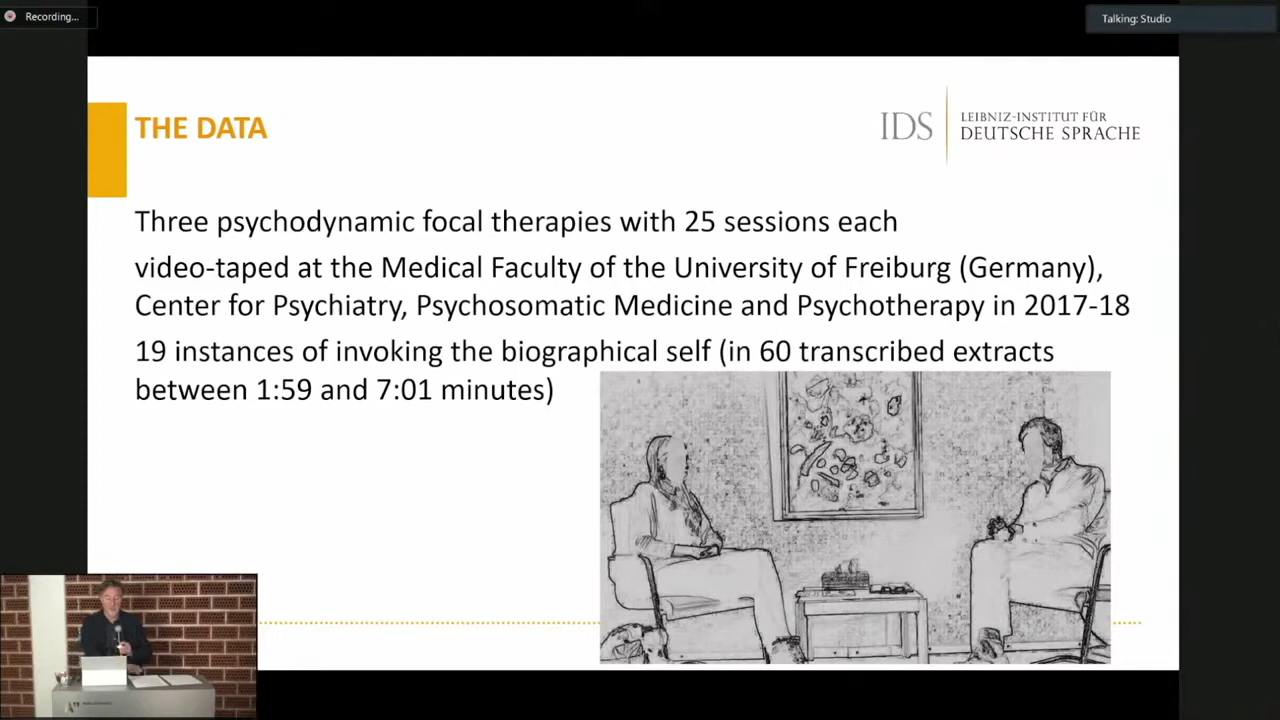 Recording...
Talking: Studio
THE DATA
IDS
LEIBNIZ-INSTITUT FÜR
DEUTSCHE SPRACHE
Three psychodynamic focal therapies with 25 sessions each
video-taped at the Medical Faculty of the University of Freiburg (Germany),
Center for Psychiatry, Psychosomatic Medicine and Psychotherapy in 2017-18
19 instances of invoking the biographical self (in 60 transcribed extracts
between 1:59 and 7:01 minutes)